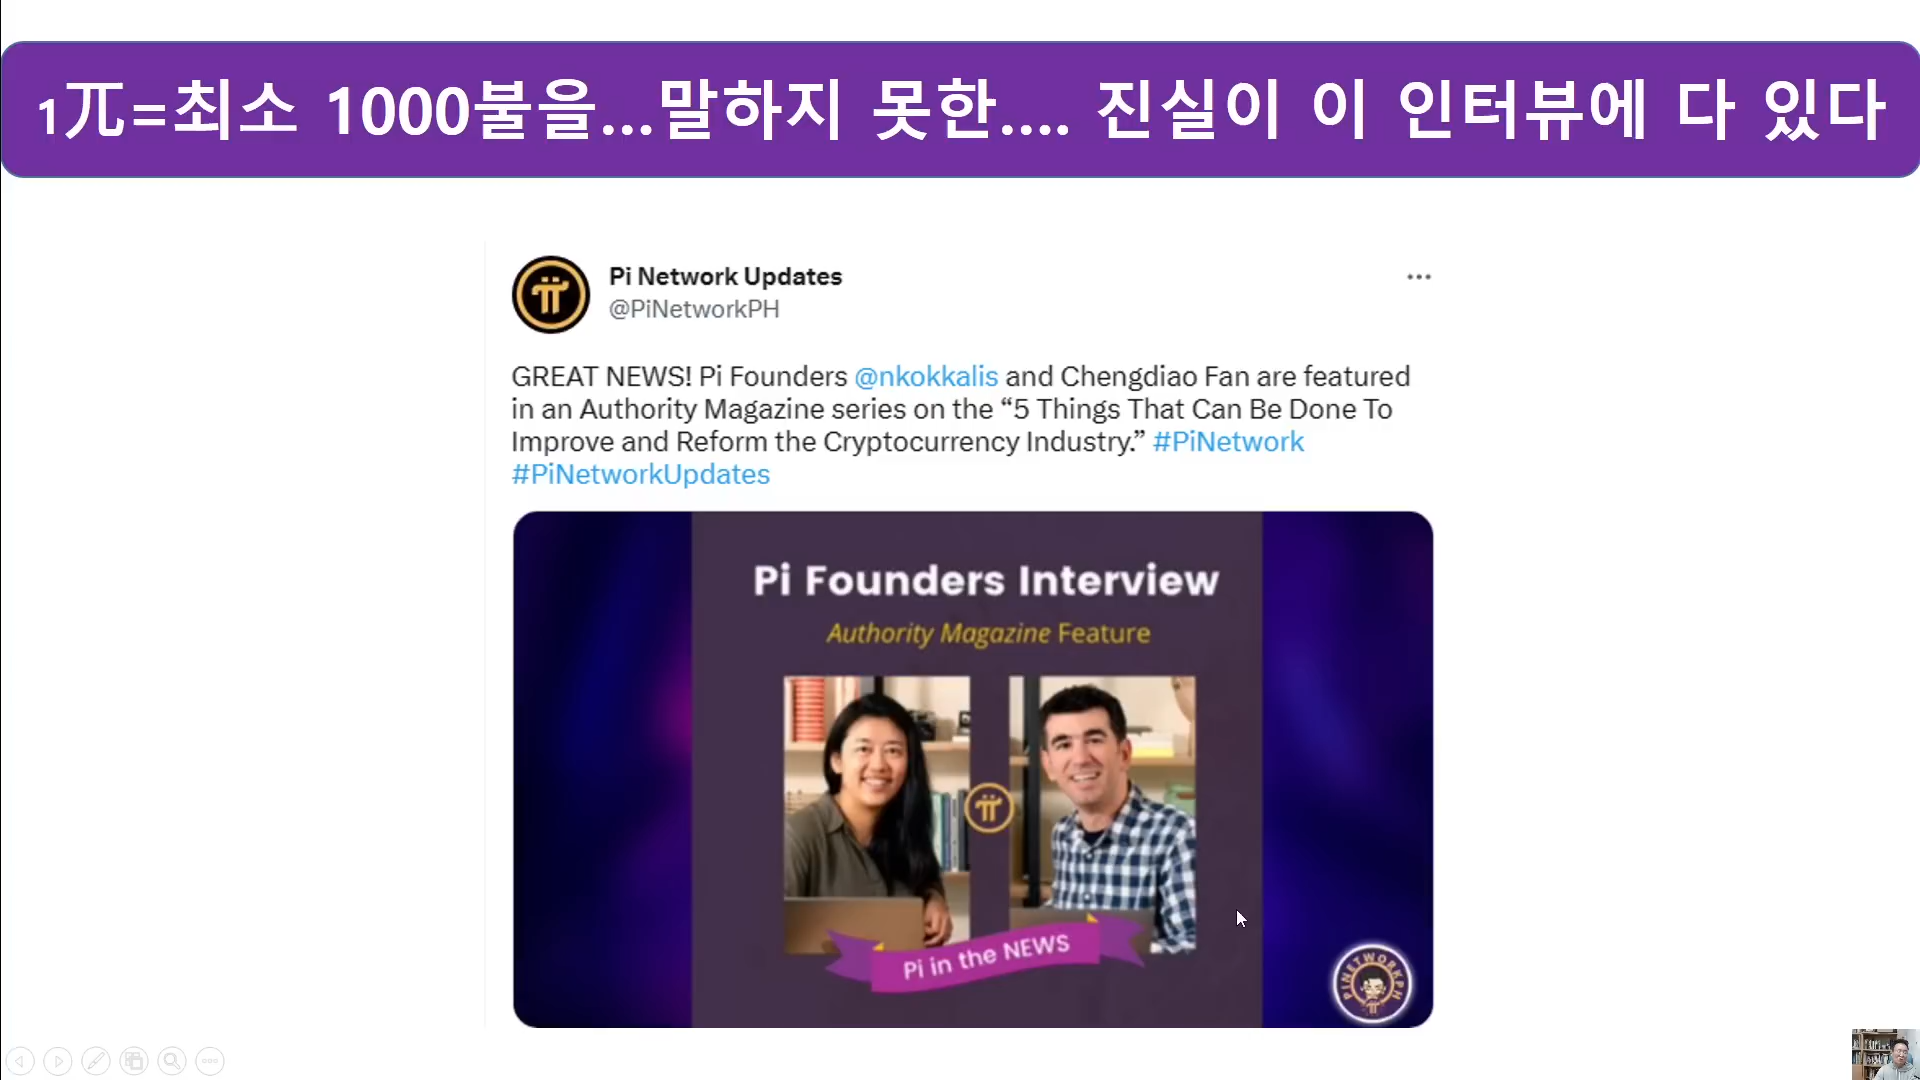 1兀=최소 1000불을...말하지 못한.... 진실이 이 인터뷰에 다 있다
Pi Network Updates
@PiNetworkPH
GREAT NEWS! Pi Founders @nkokkalis and Chengdiao Fan are featured
in an Authority Magazine series on the “5 Things That Can Be Done To
Improve and Reform the Cryptocurrency Industry.” #PiNetwork
#PiNetworkUpdates
Pi Founders Interview
Authority Magazine Feature
Pi in the NEWS
PINETWORKPH